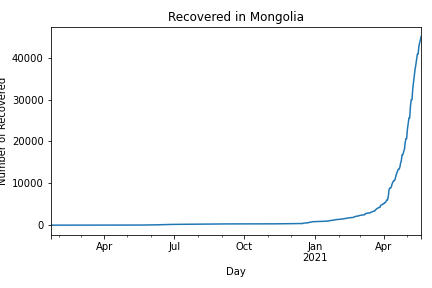 Recovered in Mongolia
Number of Recovered
40000
30000
20000
10000
0
Apr
Jul
Oct
Jan
2021
Apr
Day